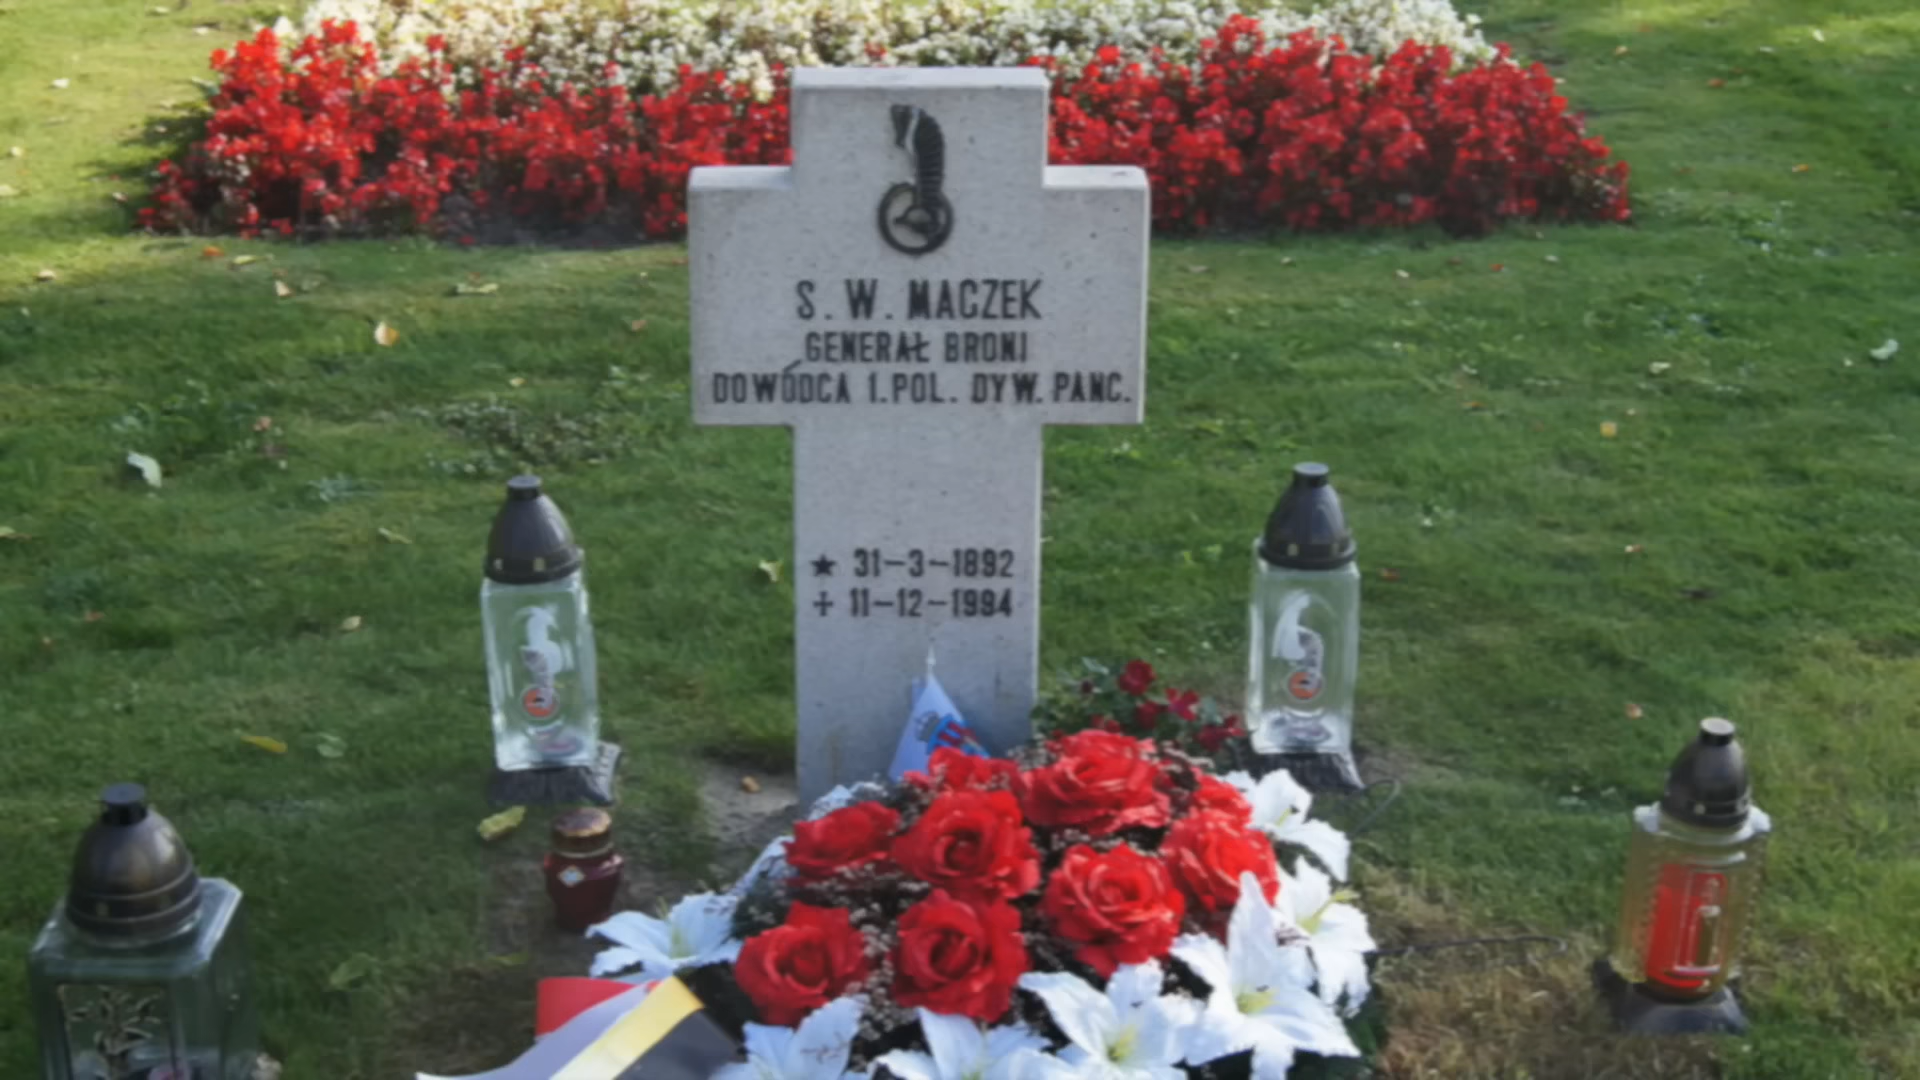 S. W. MACZEK
GENERAŁ BRONI
DOWÓDCA 1. POL. DYW. PANC.
★ 31-3-1892
✝ 11-12-1994